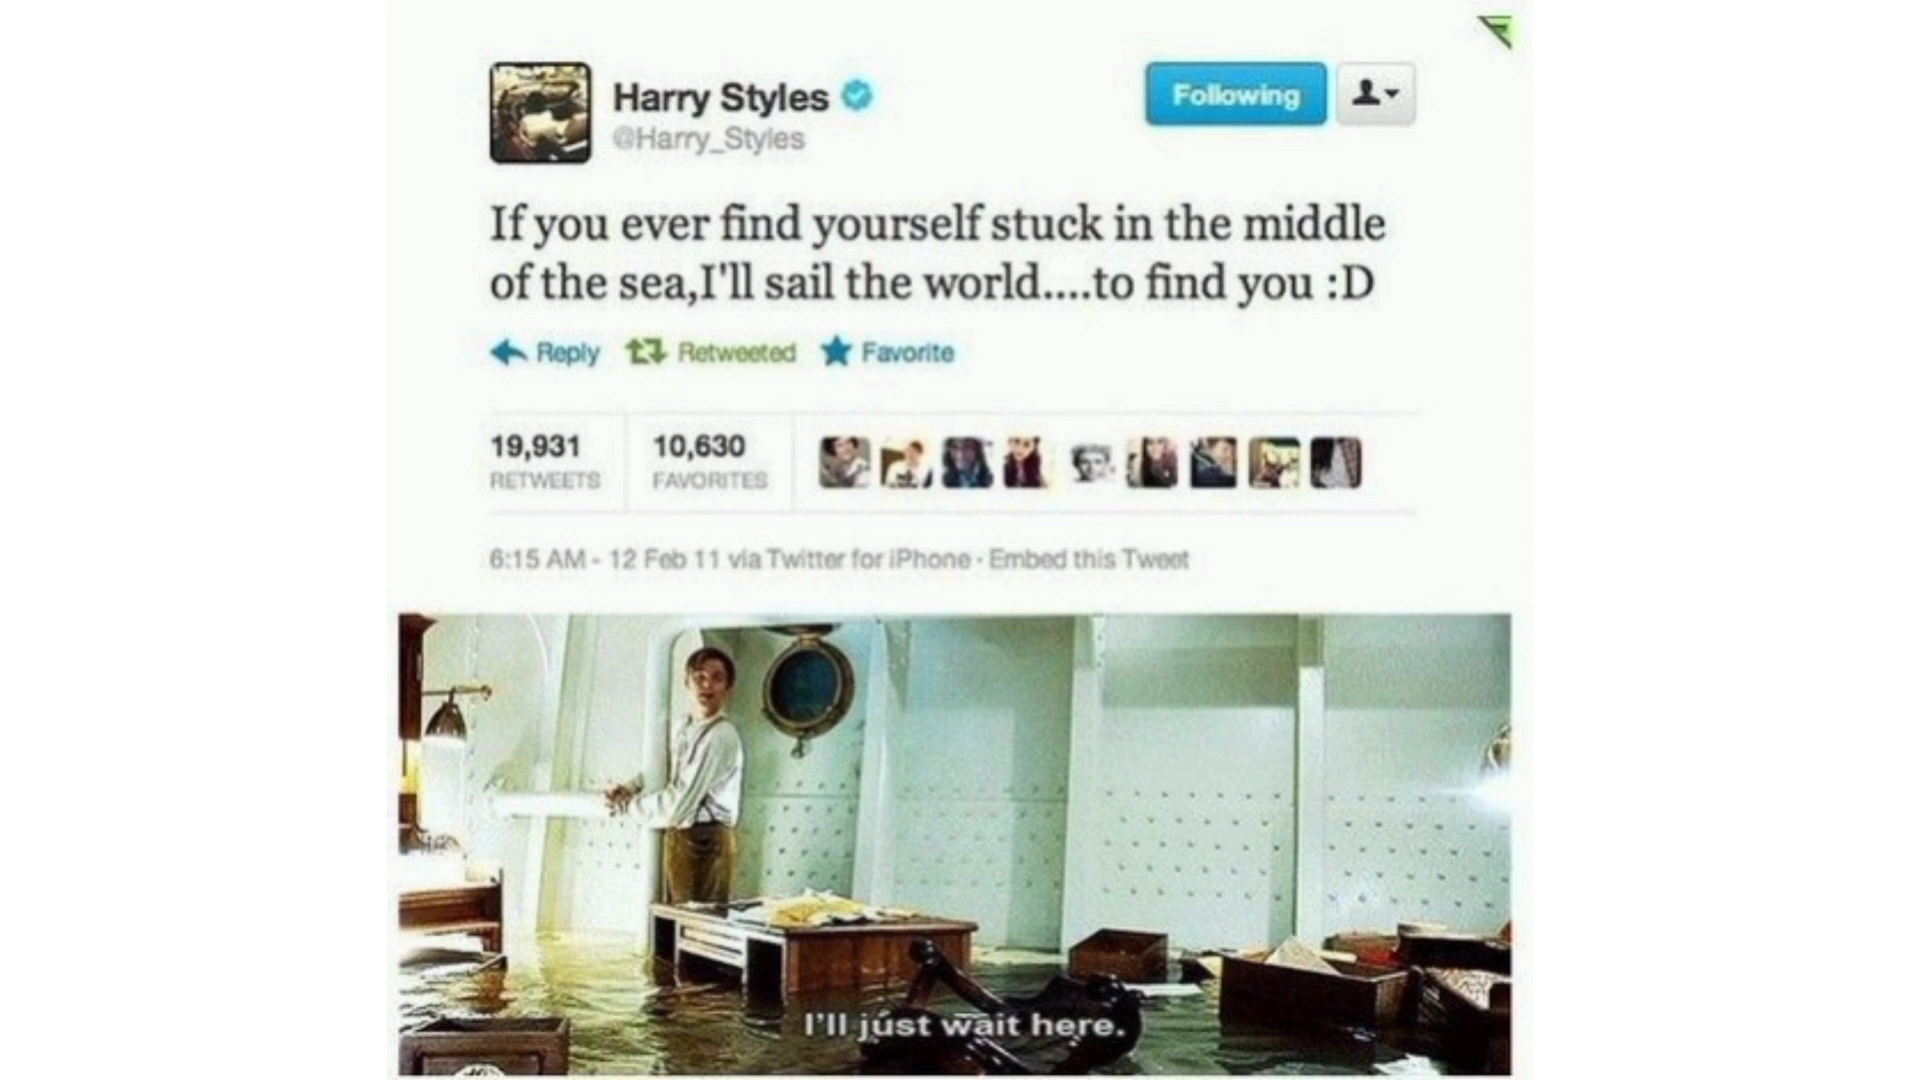 Harry Styles
@Harry_Styles
Following
If you ever find yourself stuck in the middle
of the sea,I'll sail the world....to find you :D
Reply Retweeted Favorite
19,931 10,630
RETWEETS FAVORITES
6:15 AM - 12 Feb 11 via Twitter for iPhone · Embed this Tweet
I'll just wait here.